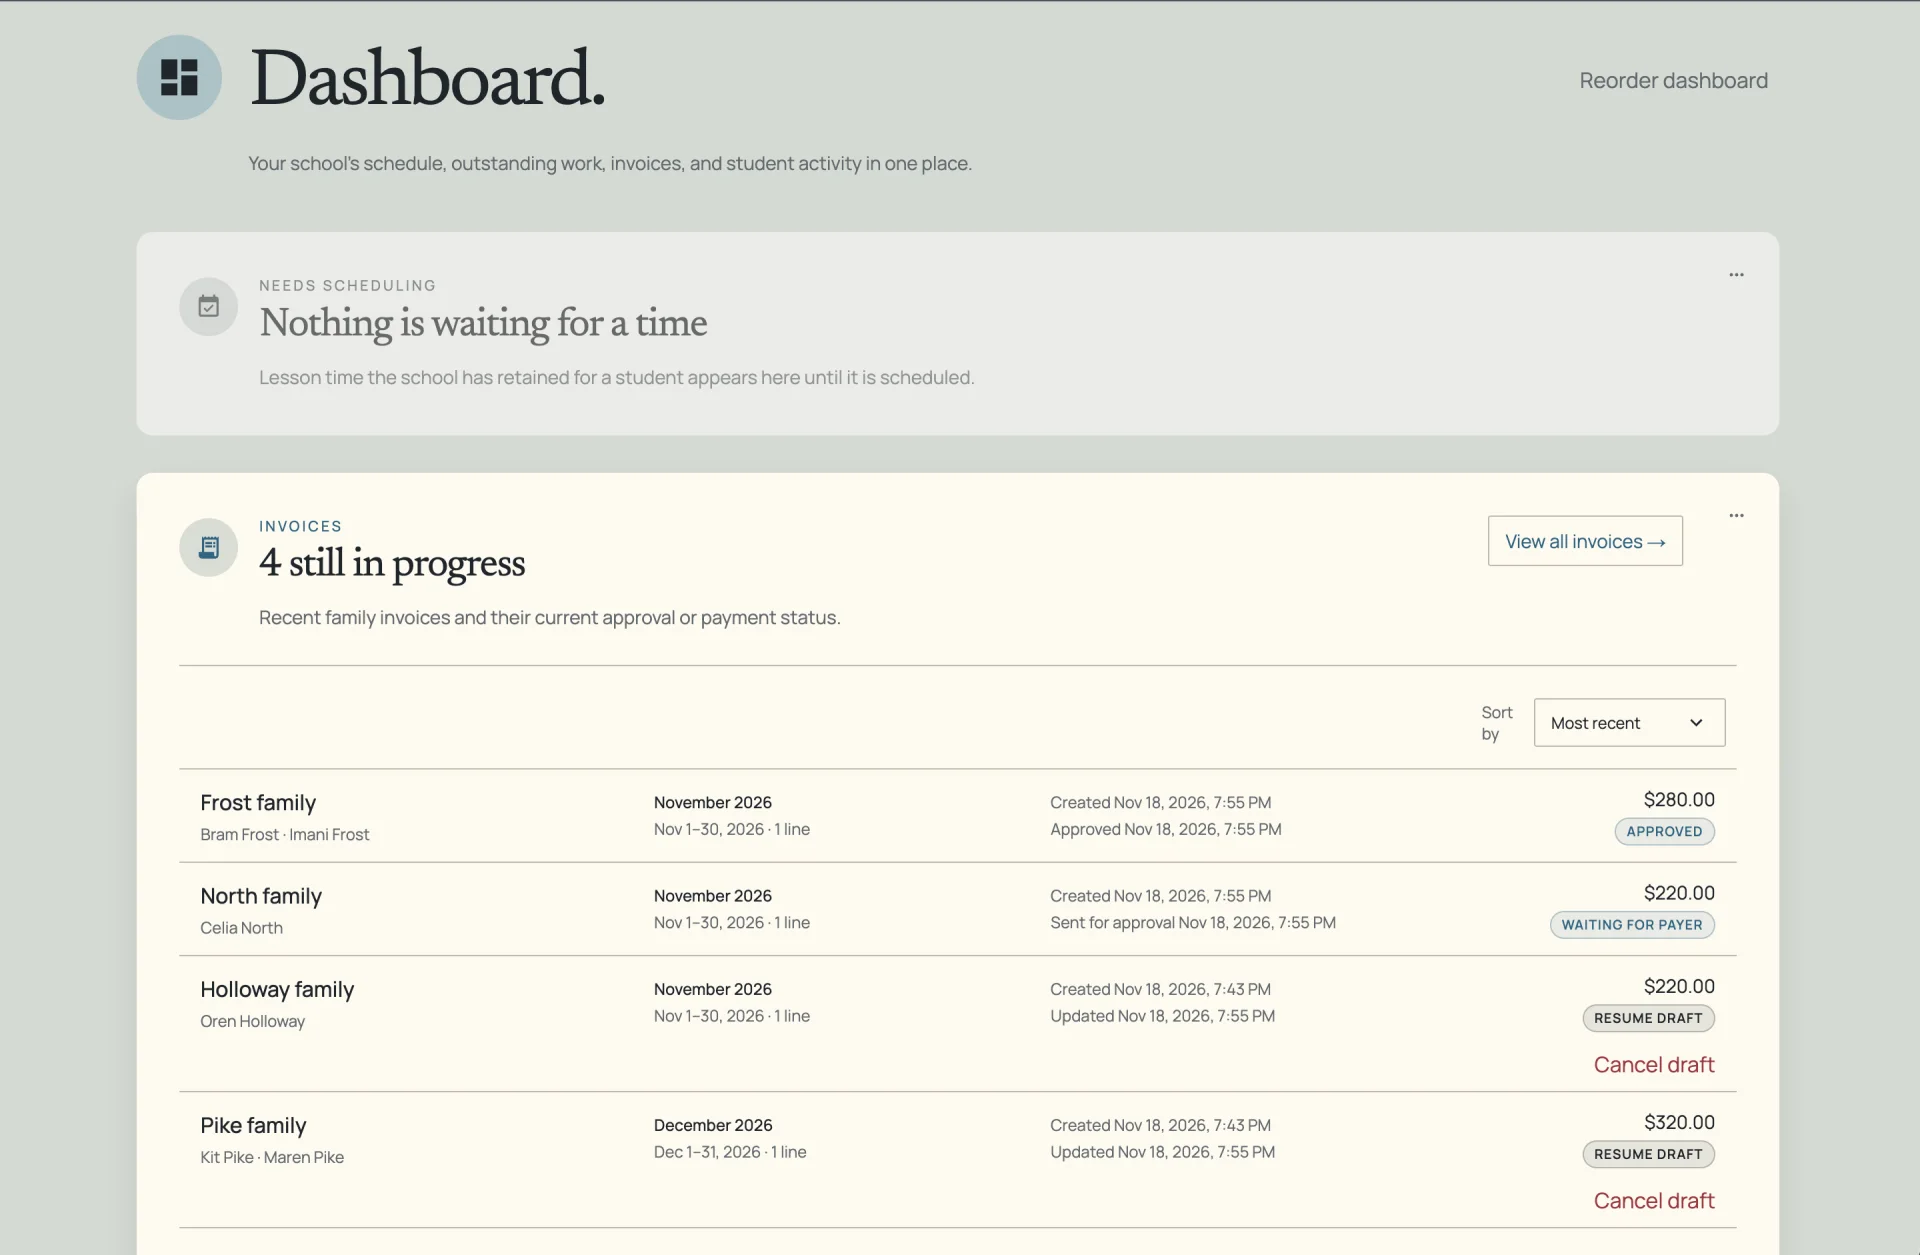 Dashboard.
Reorder dashboard
Your school's schedule, outstanding work, invoices, and student activity in one place.
NEEDS SCHEDULING
Nothing is waiting for a time
Lesson time the school has retained for a student appears here until it is scheduled.
INVOICES
4 still in progress
View all invoices →
Recent family invoices and their current approval or payment status.
Sort
by
Most recent
Frost family
Bram Frost · Imani Frost
November 2026
Nov 1–30, 2026 · 1 line
Created Nov 18, 2026, 7:55 PM
Approved Nov 18, 2026, 7:55 PM
$280.00
APPROVED
North family
Celia North
November 2026
Nov 1–30, 2026 · 1 line
Created Nov 18, 2026, 7:55 PM
Sent for approval Nov 18, 2026, 7:55 PM
$220.00
WAITING FOR PAYER
Holloway family
Oren Holloway
November 2026
Nov 1–30, 2026 · 1 line
Created Nov 18, 2026, 7:43 PM
Updated Nov 18, 2026, 7:55 PM
$220.00
RESUME DRAFT
Cancel draft
Pike family
Kit Pike · Maren Pike
December 2026
Dec 1–31, 2026 · 1 line
Created Nov 18, 2026, 7:43 PM
Updated Nov 18, 2026, 7:55 PM
$320.00
RESUME DRAFT
Cancel draft